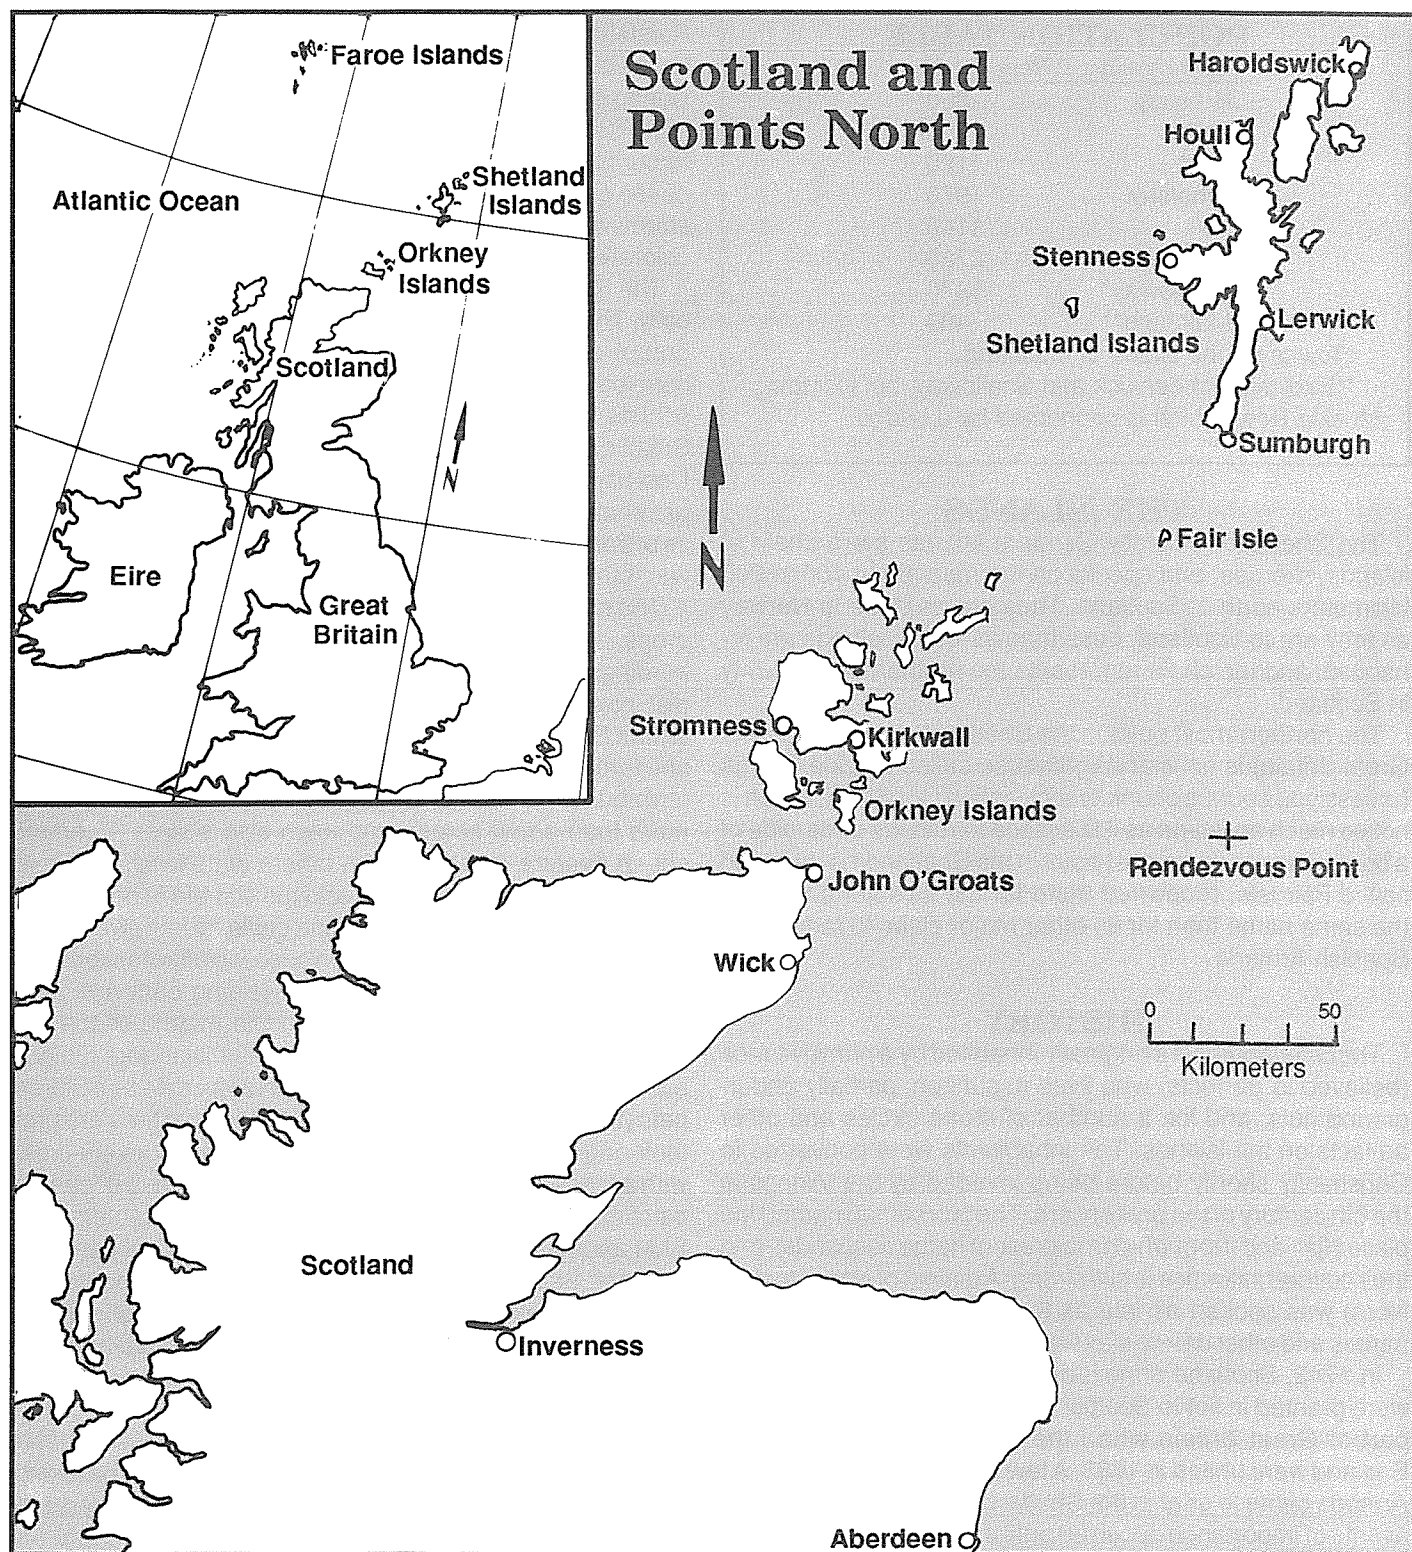 Scotland and
Points North
Faroe Islands
Shetland
Islands
Atlantic Ocean
Orkney
Islands
Scotland
N
Eire
Great
Britain
Haroldswick
Houll
Stenness
Lerwick
Shetland Islands
Sumburgh
N
Fair Isle
Stromness
Kirkwall
Orkney Islands
Rendezvous Point
John O'Groats
Wick
0 50
Kilometers
Scotland
Inverness
Aberdeen